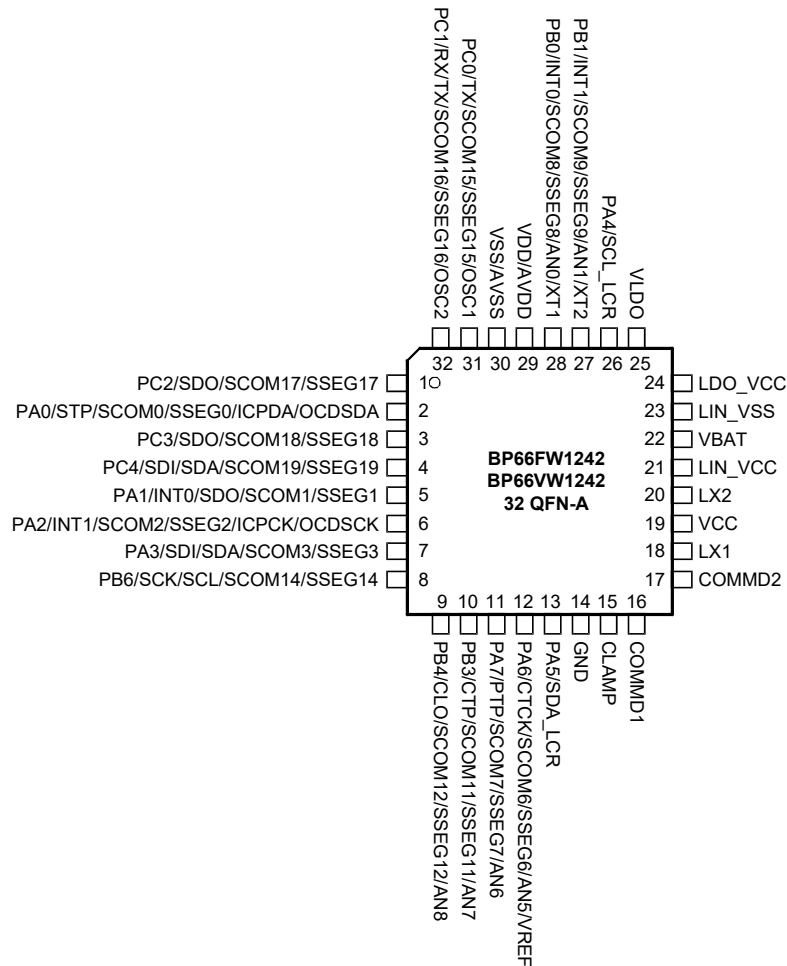 PC1/RX/TX/SCOM16/SSEG16/OSC2
PC0/TX/SCOM15/SSEG15/OSC1
VSS/AVSS
VDD/AVDD
PB0/INT0/SCOM8/SSEG8/AN0/XT1
PB1/INT1/SCOM9/SSEG9/AN1/XT2
PA4/SCL_LCR
VLDO
32 31 30 29 28 27 26 25
PC2/SDO/SCOM17/SSEG17 1
PA0/STP/SCOM0/SSEG0/ICPDA/OCDSDA 2
PC3/SDO/SCOM18/SSEG18 3
PC4/SDI/SDA/SCOM19/SSEG19 4
PA1/INT0/SDO/SCOM1/SSEG1 5
PA2/INT1/SCOM2/SSEG2/ICPCK/OCDSCK 6
PA3/SDI/SDA/SCOM3/SSEG3 7
PB6/SCK/SCL/SCOM14/SSEG14 8
BP66FW1242
BP66VW1242
32 QFN-A
24 LDO_VCC
23 LIN_VSS
22 VBAT
21 LIN_VCC
20 LX2
19 VCC
18 LX1
17 COMMD2
9 10 11 12 13 14 15 16
PB4/CLO/SCOM12/SSEG12/AN8
PB3/CTP/SCOM11/SSEG11/AN7
PA7/PTP/SCOM7/SSEG7/AN6
PA6/CTCK/SCOM6/SSEG6/AN5/VREF
PA5/SDA_LCR
GND
CLAMP
COMMD1